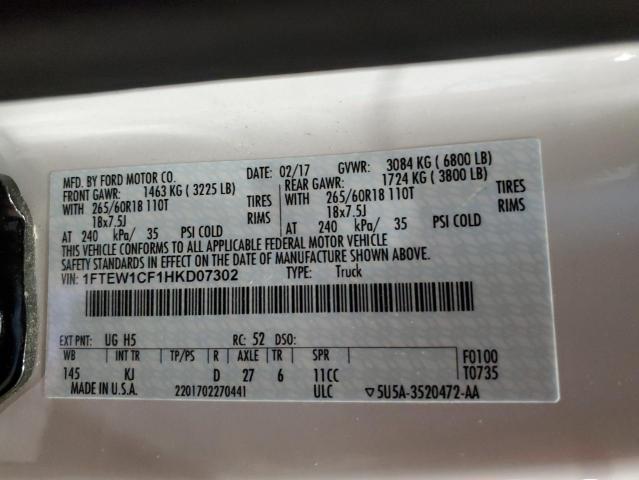 MFD. BY FORD MOTOR CO. DATE: 02/17 GVWR: 3084 KG ( 6800 LB)
FRONT GAWR: 1463 KG ( 3225 LB) REAR GAWR: 1724 KG ( 3800 LB)
WITH 265/60R18 110T TIRES WITH 265/60R18 110T TIRES
18x7.5J RIMS 18x7.5J RIMS
AT 240 kPa/ 35 PSI COLD AT 240 kPa/ 35 PSI COLD
THIS VEHICLE CONFORMS TO ALL APPLICABLE FEDERAL MOTOR VEHICLE
SAFETY STANDARDS IN EFFECT ON THE DATE OF MANUFACTURE SHOWN ABOVE.
VIN: 1FTEW1CF1HKD07302 TYPE: Truck
EXT PNT: UG H5 RC: 52 DSO:
WB INT TR TP/PS R AXLE TR SPR F0100
145 KJ D 27 6 11CC T0735
MADE IN U.S.A. 2201702270441 ULC ▽5U5A-3520472-AA